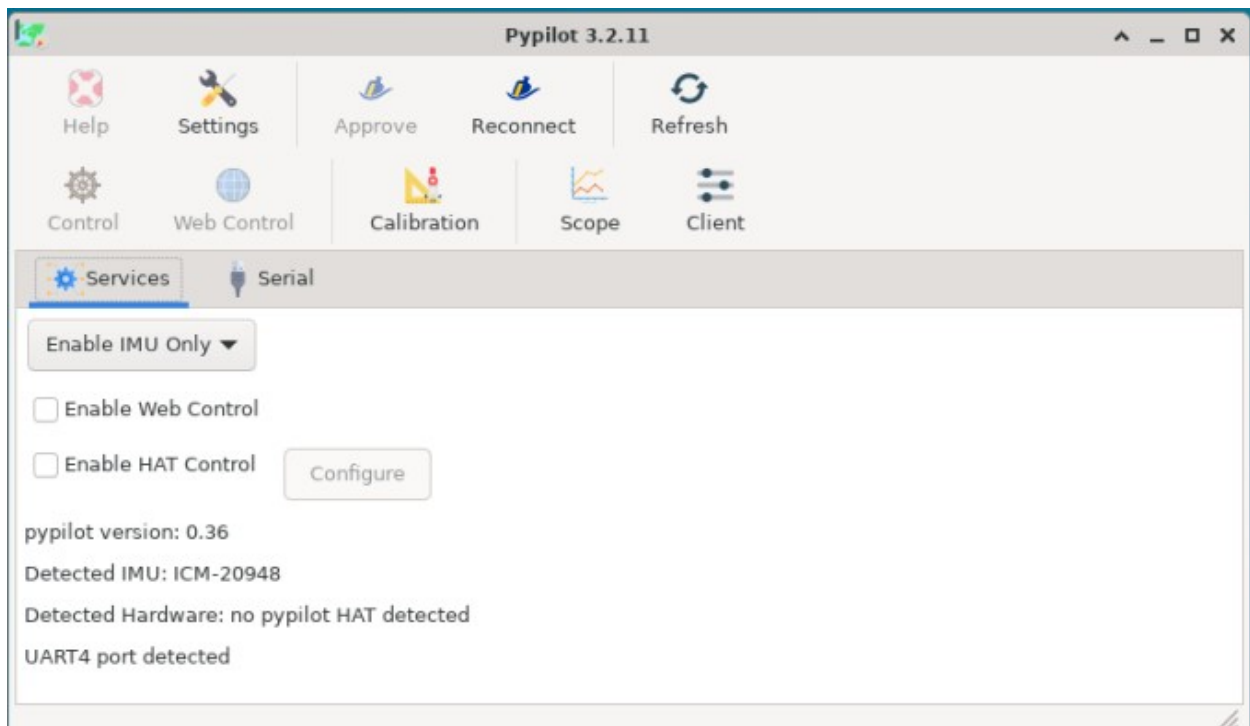 Pypilot 3.2.11
Help Settings Approve Reconnect Refresh
Control Web Control Calibration Scope Client
Services Serial
Enable IMU Only
Enable Web Control
Enable HAT Control Configure
pypilot version: 0.36
Detected IMU: ICM-20948
Detected Hardware: no pypilot HAT detected
UART4 port detected